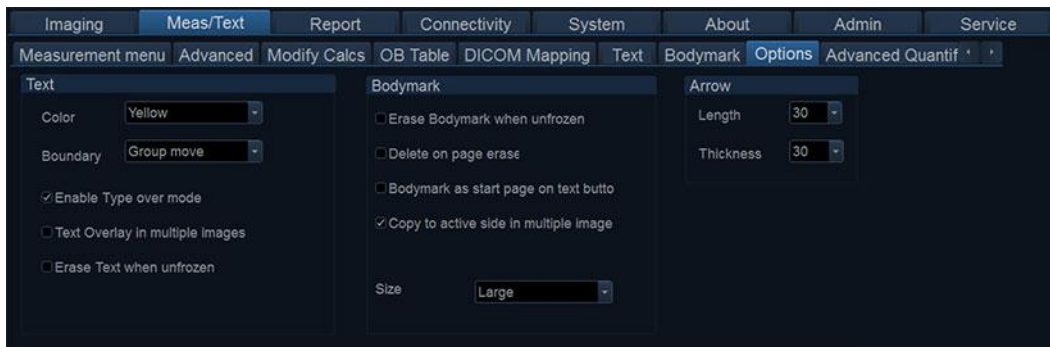 Imaging Meas/Text Report Connectivity System About Admin Service
Measurement menu Advanced Modify Calcs OB Table DICOM Mapping Text Bodymark Options Advanced Quantif
Text
Color Yellow
Boundary Group move
Enable Type over mode
Text Overlay in multiple images
Erase Text when unfrozen
Bodymark
Erase Bodymark when unfrozen
Delete on page erase
Bodymark as start page on text butto
Copy to active side in multiple image
Size Large
Arrow
Length 30
Thickness 30